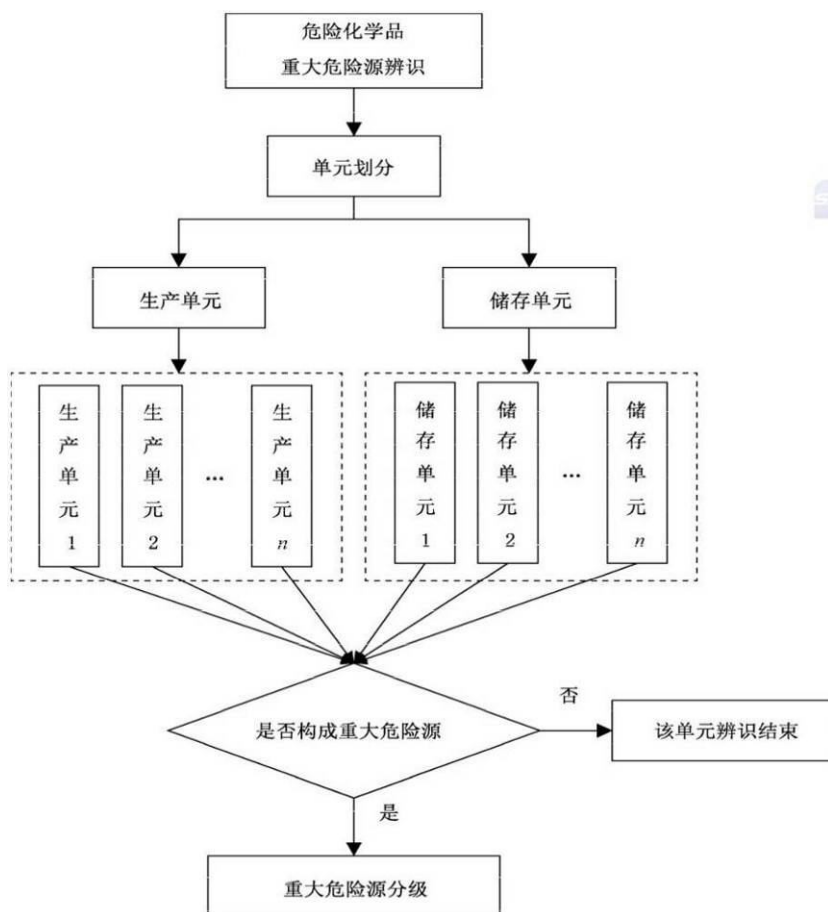 危险化学品
重大危险源辨识
单元划分
生产单元
储存单元
生产单元1
生产单元2
...
生产单元n
储存单元1
储存单元2
...
储存单元n
是否构成重大危险源
否
该单元辨识结束
是
重大危险源分级